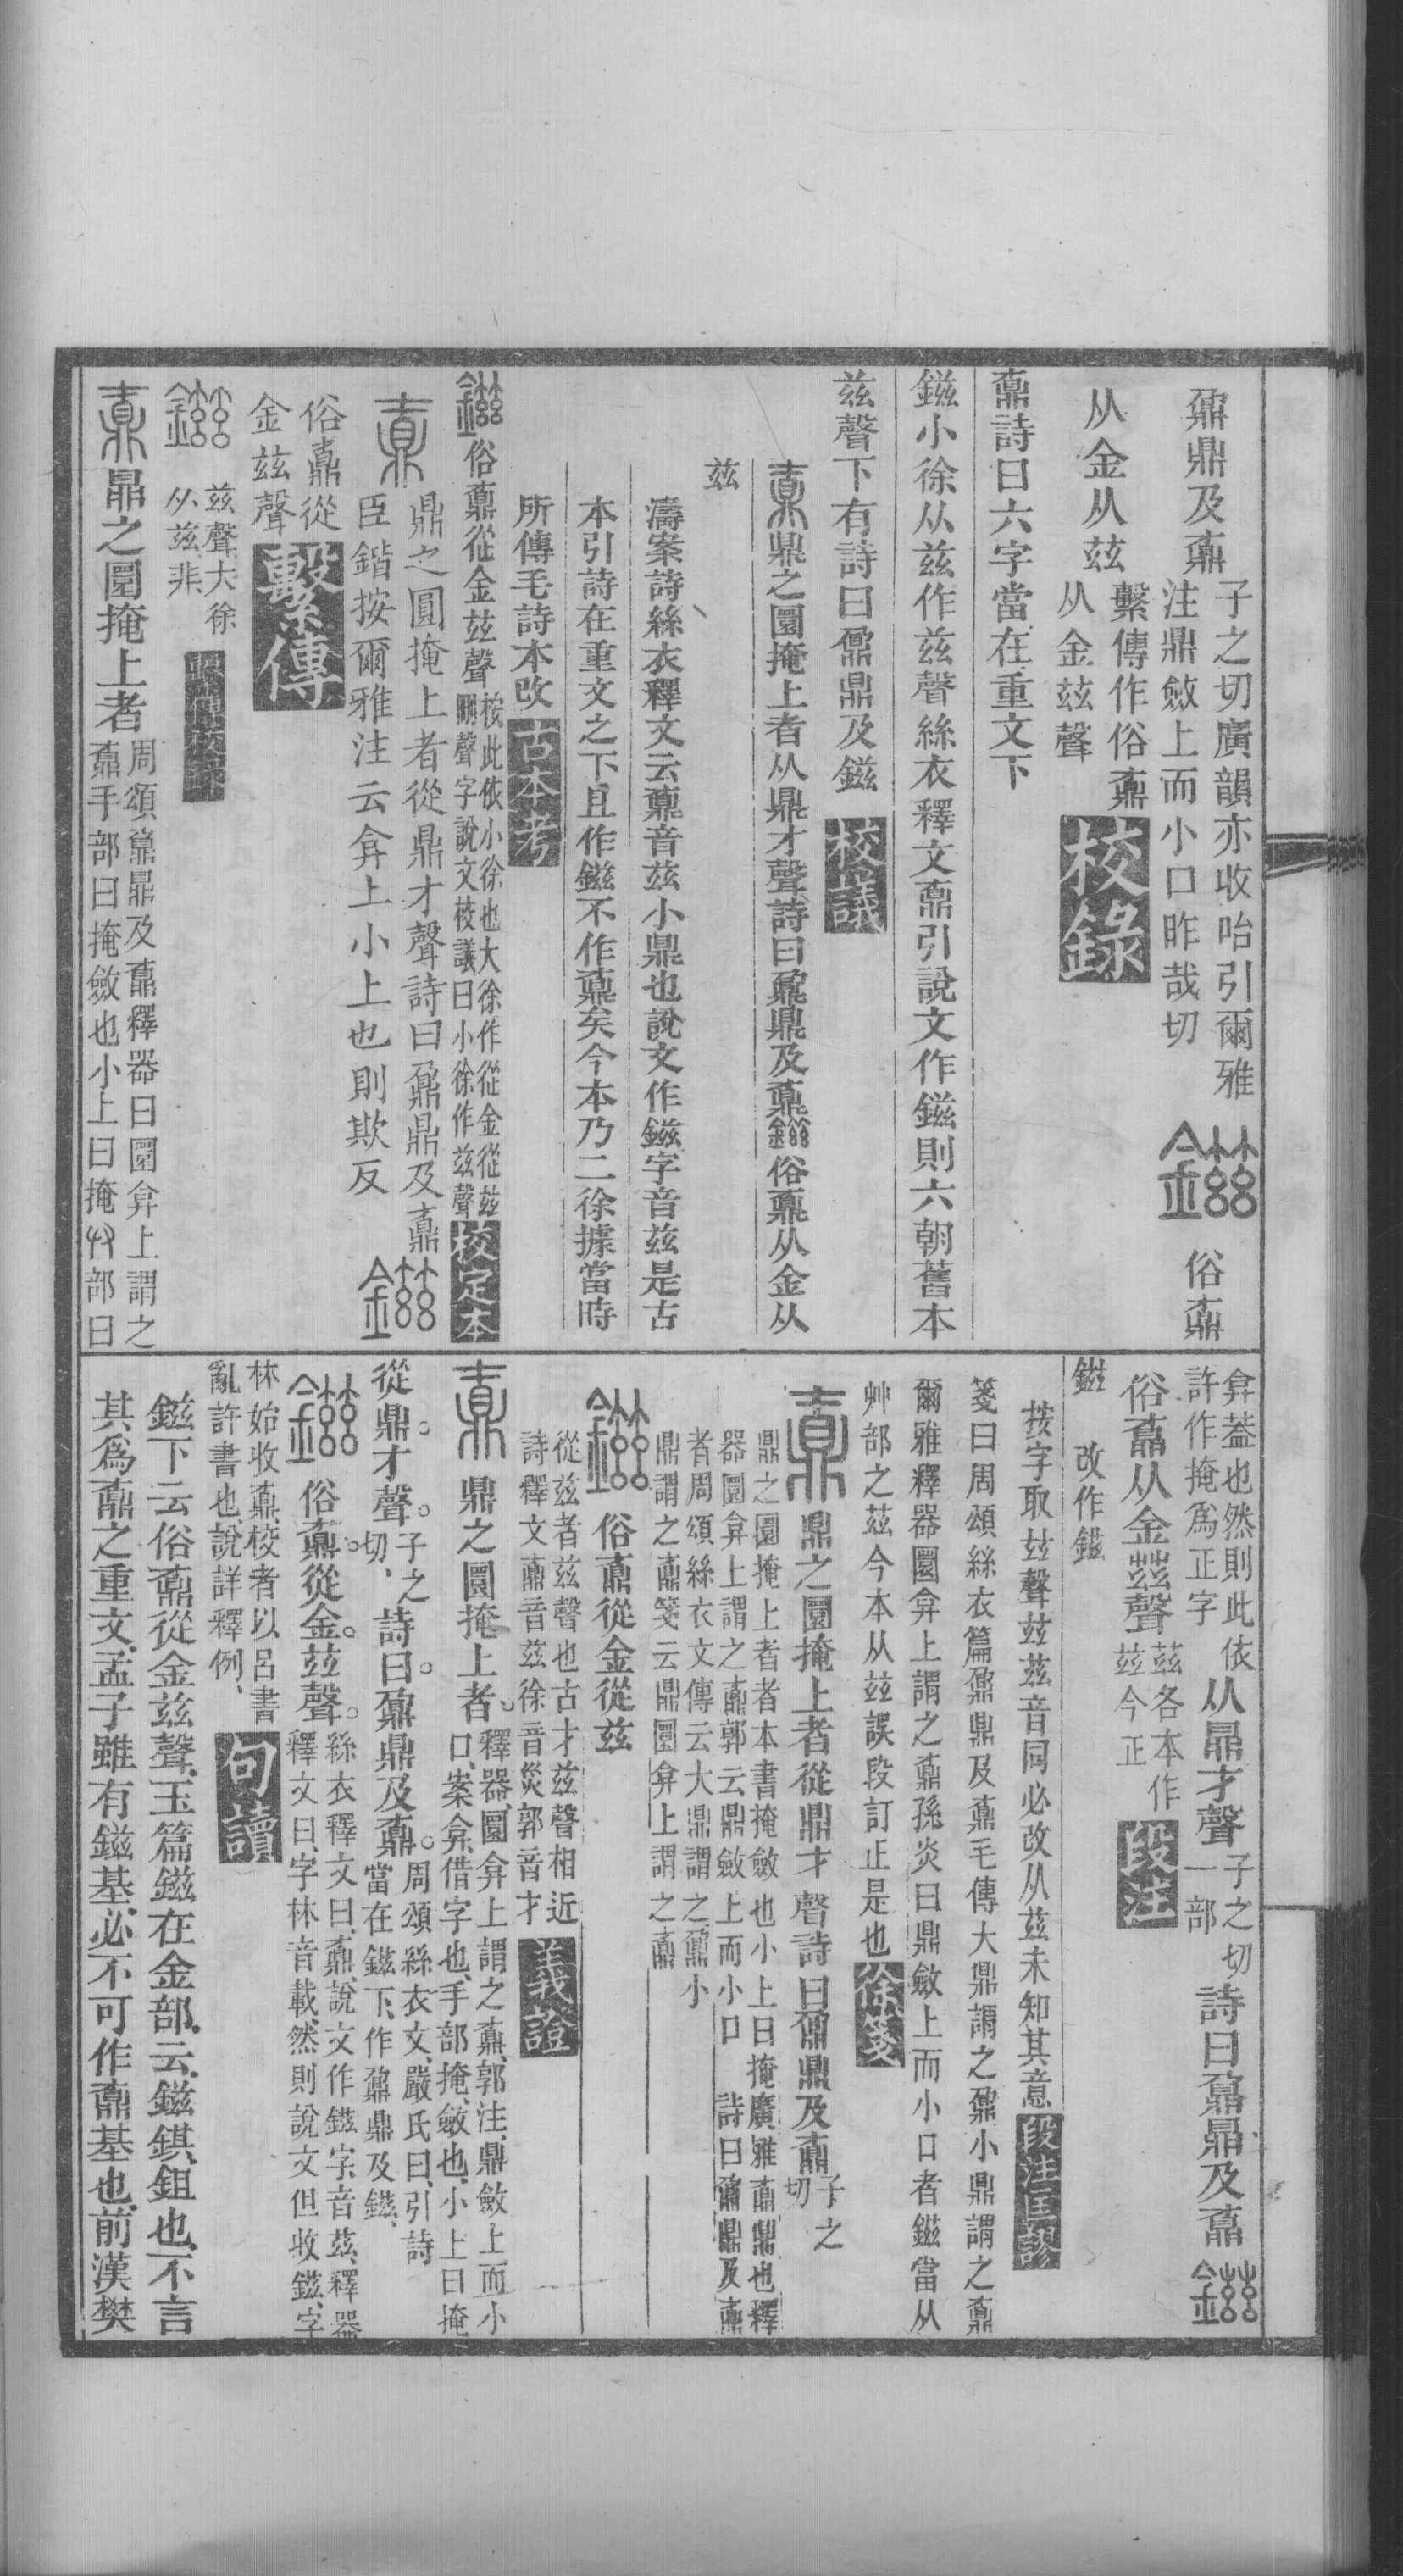 鼐鼎及鼒
子之切廣韻亦收咍引爾雅
注鼎斂上而小口昨哉切
鎡
俗鼒
从金从兹
繫傳作俗鼒
从金兹聲
校錄
鼒詩曰六字當在重文下
鎡小徐从兹作兹聲絲衣釋文鼒引說文作鎡則六朝舊本
兹聲下有詩曰鼐鼎及鎡
校議
鼒鼎之圜掩上者从鼎才聲詩曰鼐鼎及鼒鎡俗鼒从金从
兹
濤案詩絲衣釋文云鼒音兹小鼎也說文作鎡字音兹是古
本引詩在重文之下且作鎡不作鼒矣今本乃二徐據當時
所傳毛詩本改
古本考
鎡俗鼒從金兹聲
按此依小徐也大徐作從金從兹
刪聲字說文校議曰小徐作兹聲
校定本
鼒
鼎之圓掩上者從鼎才聲詩曰鼐鼎及鼒
臣鍇按爾雅注云弇上小上也則欺反
鎡
俗鼒從
金兹聲
繫傳
鎡
兹聲大徐
从兹非
繫傳校錄
鼒鼎之圜掩上者
周頌鼐鼎及鼒釋器曰圜弇上謂之
鼒手部曰掩斂也小上曰掩𠬞部曰
弇葢也然則此依
許作掩爲正字
从鼎才聲
子之切
一部
詩曰鼐鼎及鼒
鎡
俗鼒从金兹聲
兹各本作
兹今正
段注
鎡
改作鎡
按字取兹聲兹兹音同必改从兹未知其意
段注匡謬
箋曰周頌絲衣篇鼐鼎及鼒毛傳大鼎謂之鼐小鼎謂之鼒
爾雅釋器圜弇上謂之鼒孫炎曰鼎斂上而小口者鎡當从
艸部之兹今本从兹誤段訂正是也
徐箋
鼒鼎之圜掩上者從鼎才聲詩曰鼐鼎及鼒
子之
切
鼎之圜掩上者者本書掩斂也小上曰掩廣雅鼒鼎也釋
器圜弇上謂之鼒郭云鼎斂上而小口 詩曰鼐鼎及鼒
者周頌絲衣文傳云大鼎謂之鼐小
鼎謂之鼒箋云鼎圜弇上謂之鼒
鎡俗鼒從金從兹
從兹者兹聲也古才兹聲相近
詩釋文鼒音兹徐音災郭音才
義證
鼒鼎之圜掩上者
釋器圜弇上謂之鼒郭注鼎斂上而小
口案弇借字也手部掩斂也小上曰掩
從鼎才聲
子之
切
詩曰鼐鼎及鼒
周頌絲衣文嚴氏曰引詩
當在鎡下作鼐鼎及鎡
鎡俗鼒從金兹聲
絲衣釋文曰鼒說文作鎡字音兹釋器
釋文曰字林音載然則說文但收鎡字
林始收鼒校者以呂書
亂許書也說詳釋例
句讀
鎡下云俗鼒從金兹聲玉篇鎡在金部云鎡錤鉏也不言
其爲鼒之重文孟子雖有鎡基必不可作鼒基也前漢樊